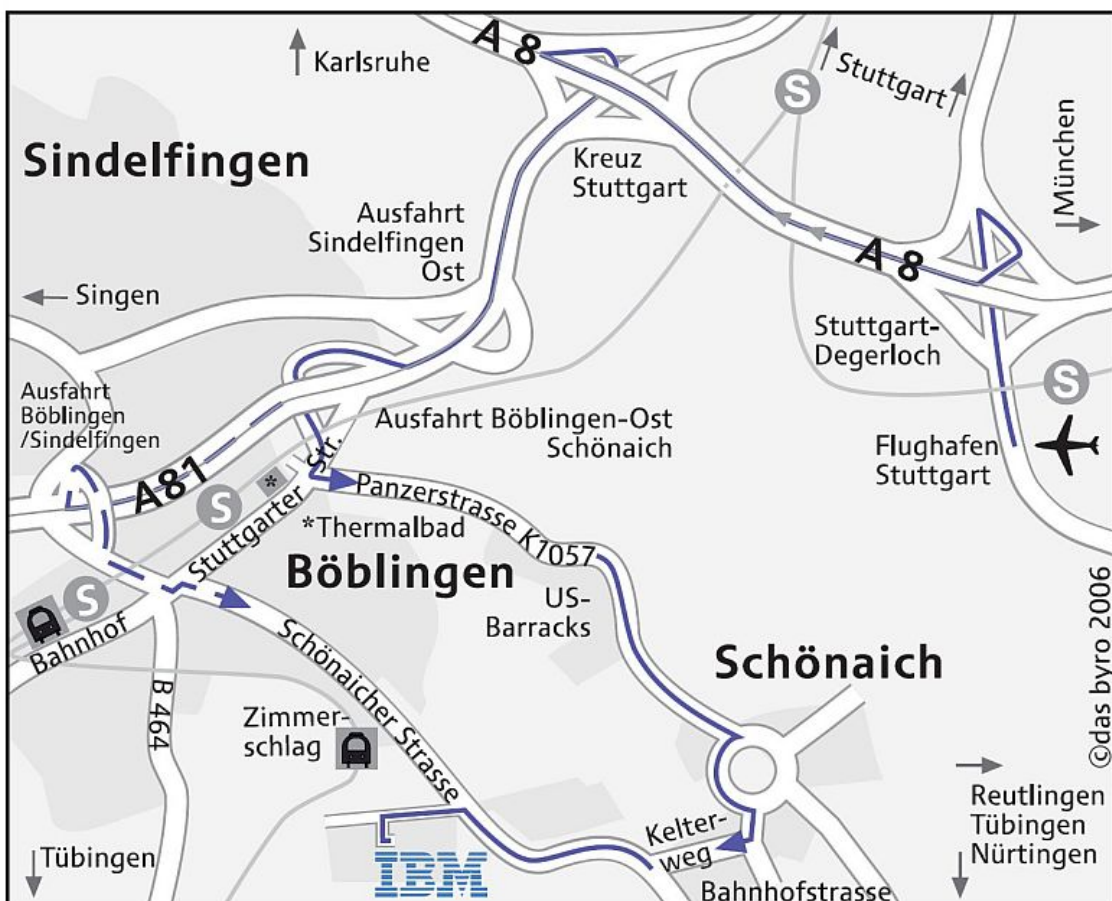 A 8
Karlsruhe
S
Stuttgart
München
Sindelfingen
Kreuz
Stuttgart
Ausfahrt
Sindelfingen
Ost
A 8
Singen
Stuttgart-
Degerloch
S
Ausfahrt
Böblingen
/Sindelfingen
Ausfahrt Böblingen-Ost
Schönaich
Flughafen
Stuttgart
A81
S
*
Stuttgarter Str.
Panzerstrasse K1057
*Thermalbad
Böblingen
US-
Barracks
S
Bahnhof
Schönaicher Strasse
B 464
Schönaich
Zimmer-
schlag
©das byro 2006
Reutlingen
Tübingen
Nürtingen
Kelter-
weg
Tübingen
IBM
Bahnhofstrasse